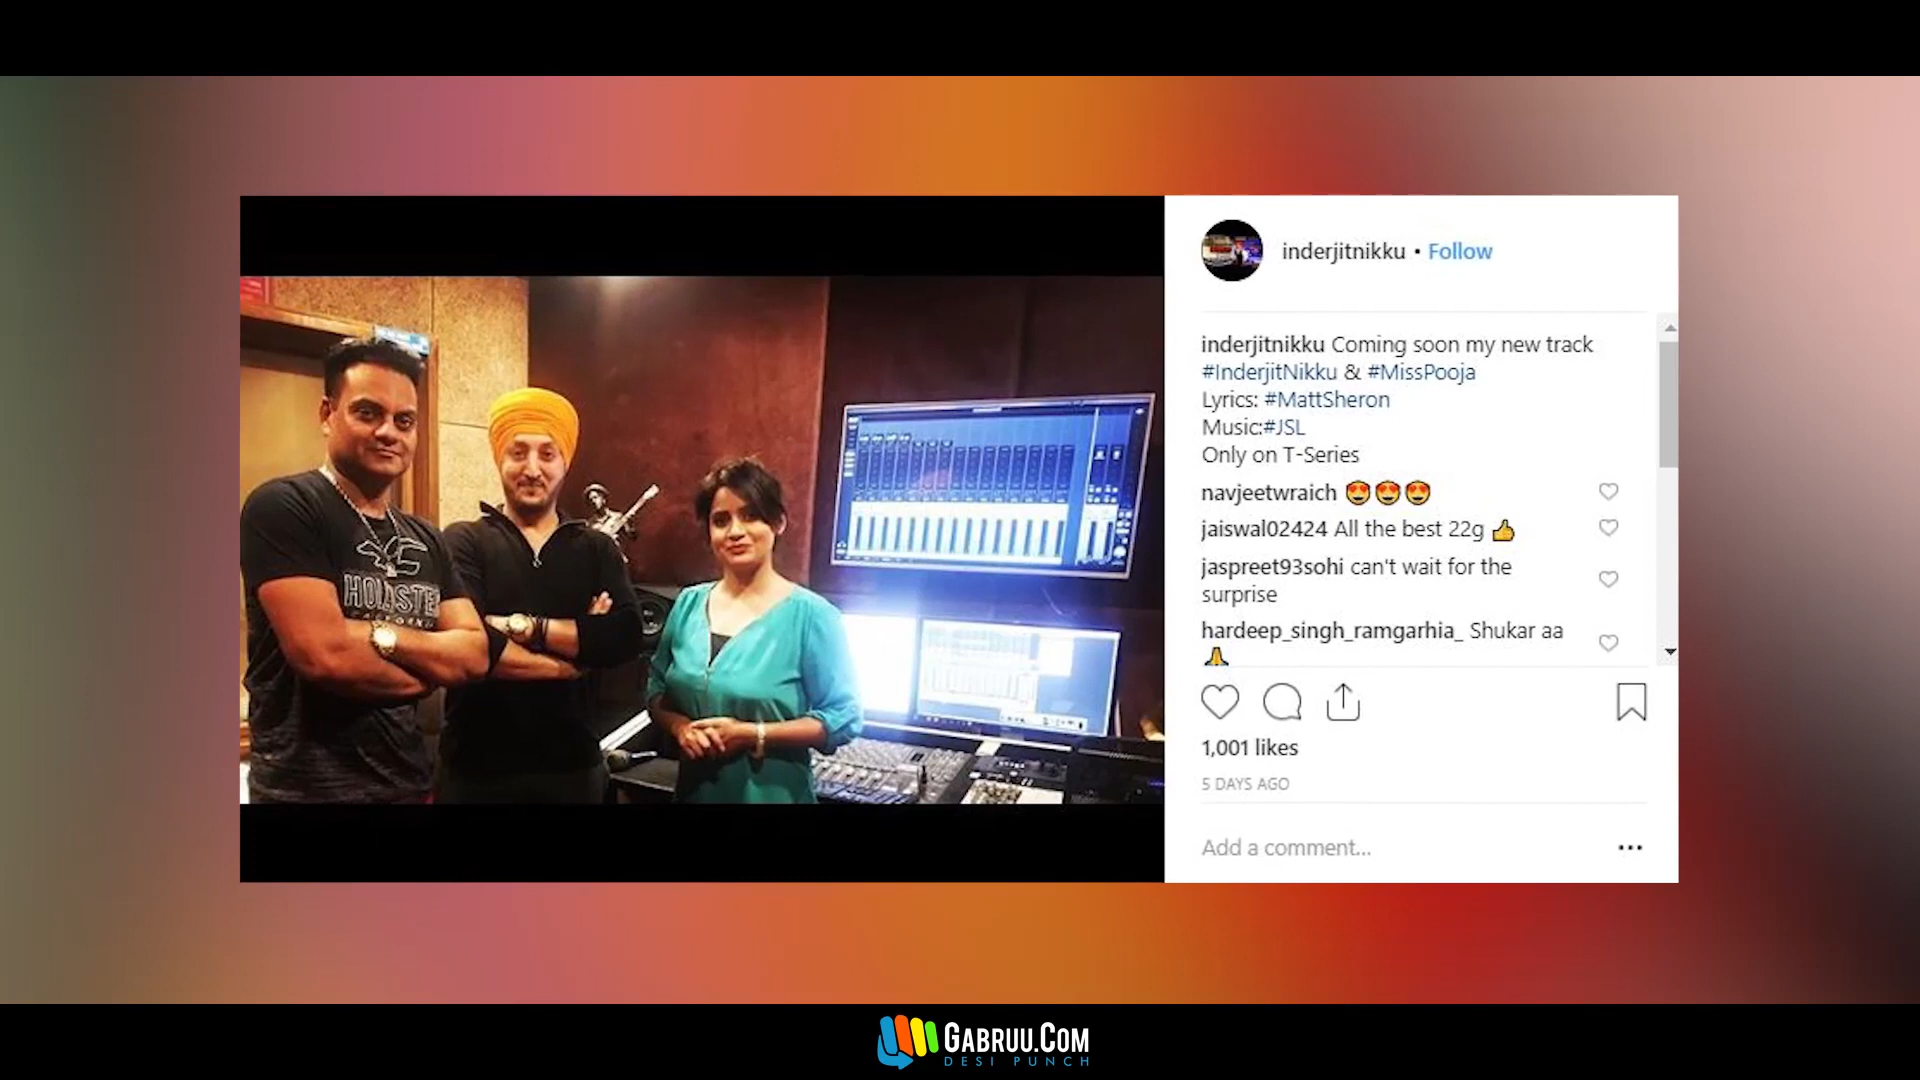 inderjitnikku • Follow
inderjitnikku Coming soon my new track
#InderjitNikku & #MissPooja
Lyrics: #MattSheron
Music:#JSL
Only on T-Series
navjeetwraich 😍😍😍
jaiswal02424 All the best 22g 👍
jaspreet93sohi can't wait for the
surprise
hardeep_singh_ramgarhia_ Shukar aa
🙏
1,001 likes
5 DAYS AGO
Add a comment...
HOLLISTER
GABRUU.COM
DESI PUNCH